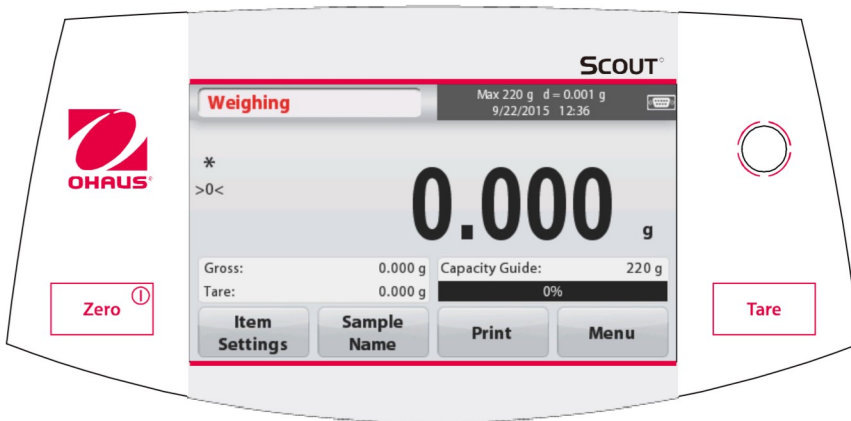 SCOUT
Weighing
Max 220 g d = 0.001 g
9/22/2015 12:36
*
>0<
0.000 g
OHAUS
Gross: 0.000 g
Tare: 0.000 g
Capacity Guide: 220 g
0%
Zero
Item Settings
Sample Name
Print
Menu
Tare